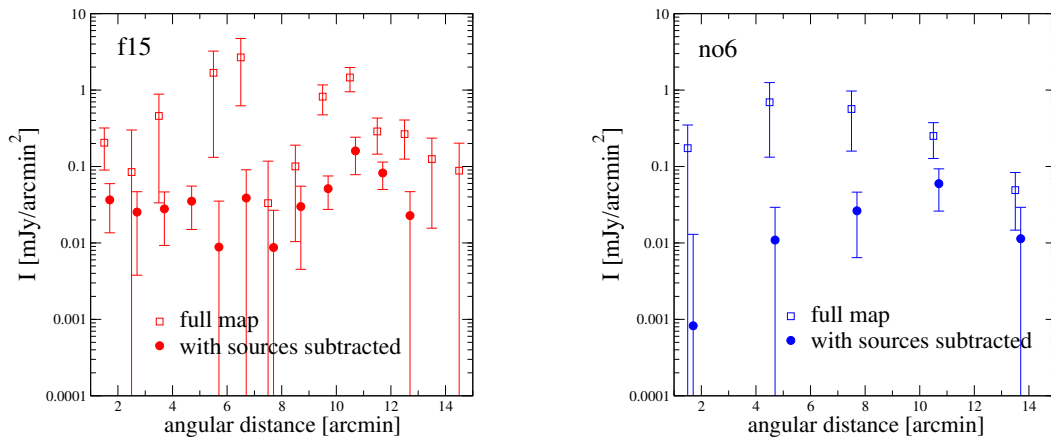 f15
10
1
0.1
0.01
0.001
0.0001
I [mJy/arcmin²]
full map
with sources subtracted
2 4 6 8 10 12 14
angular distance [arcmin]
no6
10
1
0.1
0.01
0.001
0.0001
I [mJy/arcmin²]
full map
with sources subtracted
2 4 6 8 10 12 14
angular distance [arcmin]